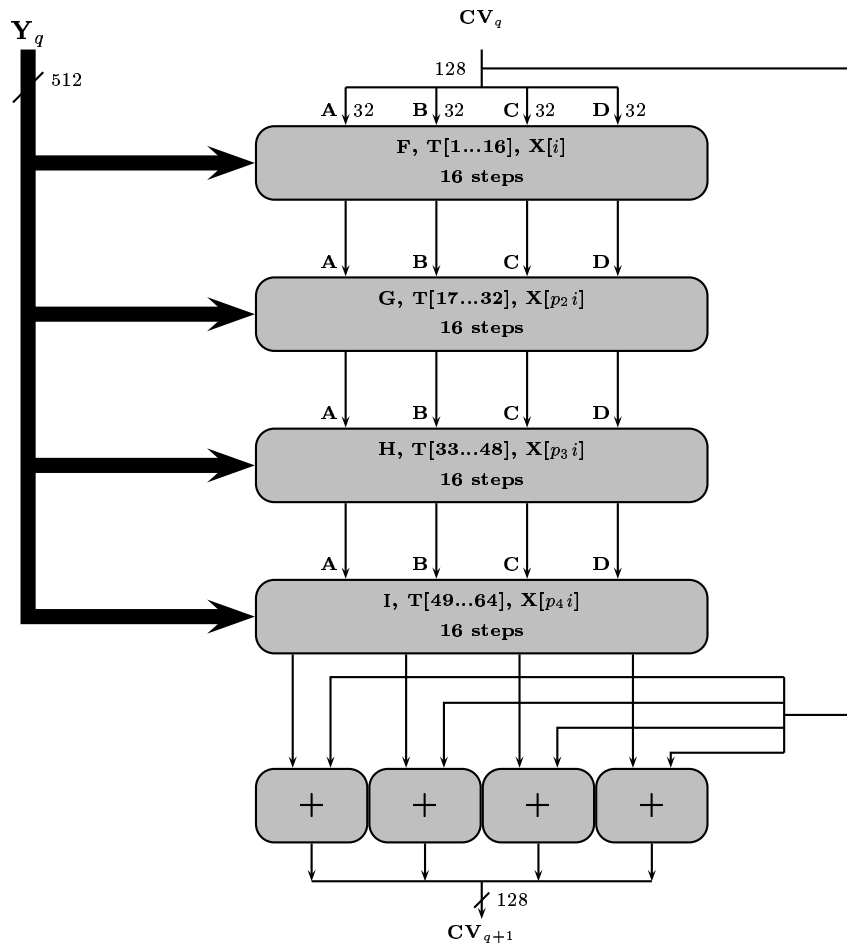 CV_q
Y_q
512
128
A 32 B 32 C 32 D 32
F, T[1...16], X[i]
16 steps
A B C D
G, T[17...32], X[p_2 i]
16 steps
A B C D
H, T[33...48], X[p_3 i]
16 steps
A B C D
I, T[49...64], X[p_4 i]
16 steps
+ + + +
128
CV_{q+1}